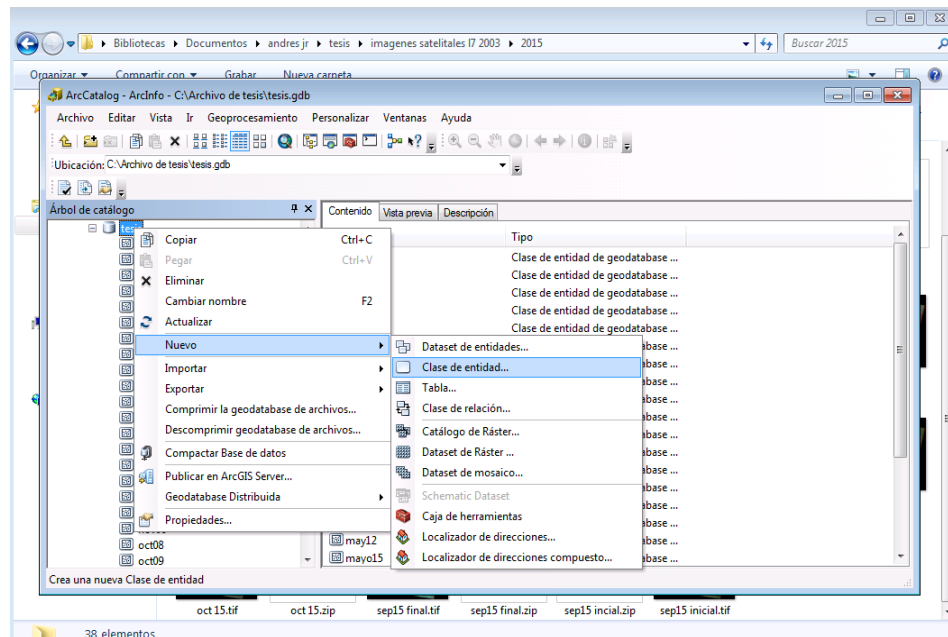 Bibliotecas ▸ Documentos ▸ andres jr ▸ tesis ▸ imagenes satelitales l7 2003 ▸ 2015
Buscar 2015
Organizar Compartir con Grabar Nueva carpeta
ArcCatalog - ArcInfo - C:\Archivo de tesis\tesis.gdb
Archivo Editar Vista Ir Geoprocesamiento Personalizar Ventanas Ayuda
Ubicación: C:\Archivo de tesis\tesis.gdb
Árbol de catálogo
Contenido Vista previa Descripción
Tipo
Clase de entidad de geodatabase ...
Clase de entidad de geodatabase ...
Clase de entidad de geodatabase ...
Clase de entidad de geodatabase ...
Clase de entidad de geodatabase ...
Copiar Ctrl+C
Pegar Ctrl+V
Eliminar
Cambiar nombre F2
Actualizar
Nuevo
Importar
Exportar
Comprimir la geodatabase de archivos...
Descomprimir geodatabase de archivos...
Compactar Base de datos
Publicar en ArcGIS Server...
Geodatabase Distribuida
Propiedades...
Dataset de entidades...
Clase de entidad...
Tabla...
Clase de relación...
Catálogo de Ráster...
Dataset de Ráster ...
Dataset de mosaico...
Schematic Dataset
Caja de herramientas
Localizador de direcciones...
Localizador de direcciones compuesto...
oct08
oct09
may12
mayo15
Crea una nueva Clase de entidad
oct 15.tif oct 15.zip sep15 final.tif sep15 final.zip sep15 incial.zip sep15 inicial.tif
38 elementos